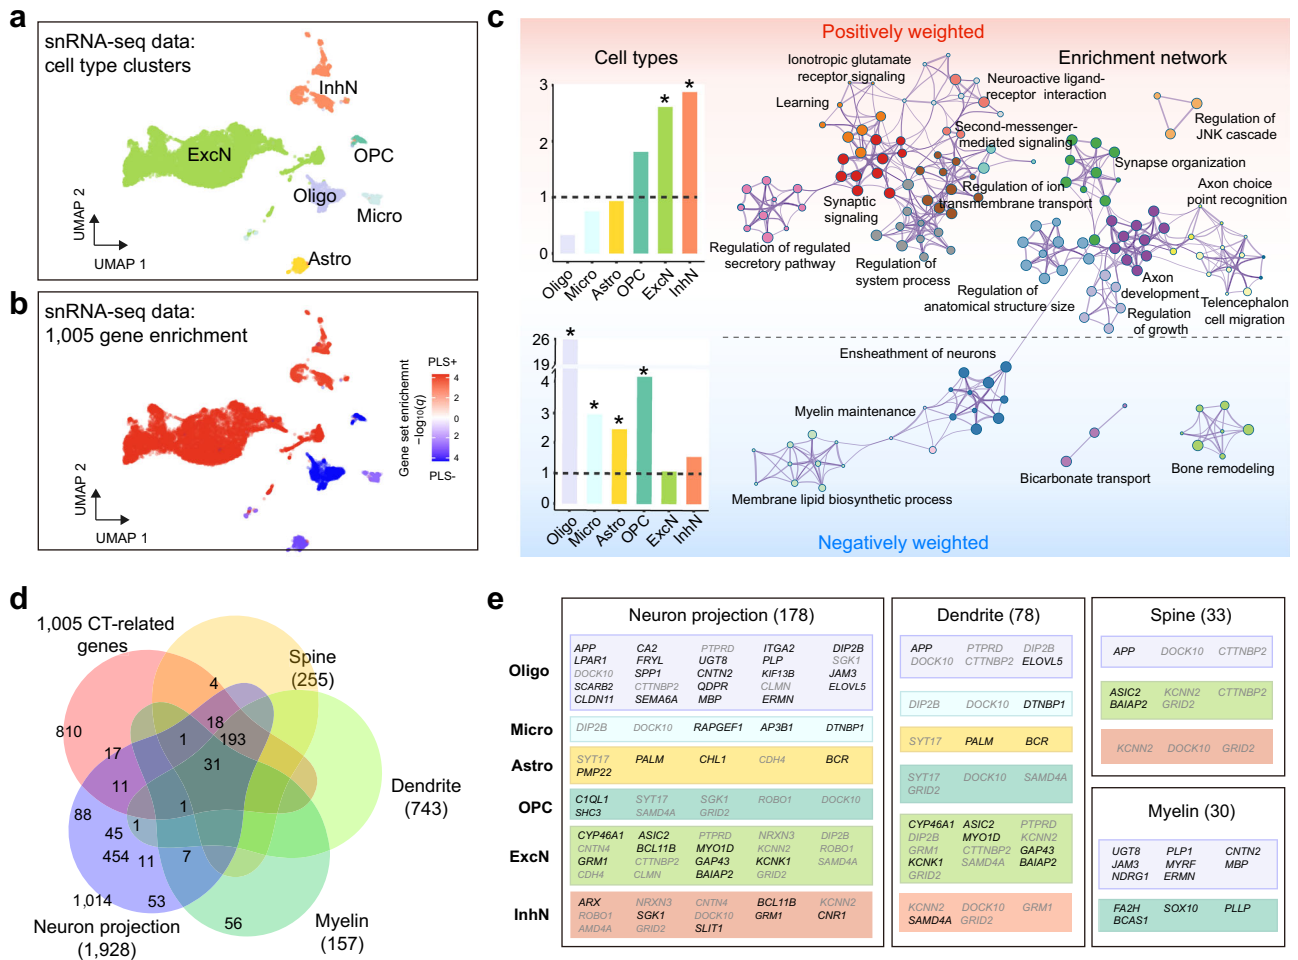 a
snRNA-seq data:
cell type clusters
InhN
ExcN
OPC
Oligo
Micro
Astro
UMAP 2
UMAP 1
b
snRNA-seq data:
1,005 gene enrichment
PLS+
4
2
0
2
4
PLS-
Gene set enrichemnt
−log10(q)
UMAP 2
UMAP 1
c
Positively weighted
Cell types
Enrichment network
3
2
1
0
* *
Oligo
Micro
Astro
OPC
ExcN
InhN
Ionotropic glutamate
receptor signaling
Learning
Neuroactive ligand-
receptor interaction
Second-messenger-
mediated signaling
Regulation of
JNK cascade
Synapse organization
Regulation of ion
transmembrane transport
Axon choice
point recognition
Synaptic
signaling
Regulation of regulated
secretory pathway
Regulation of
system process
Regulation of
anatomical structure size
Axon
development
Regulation
of growth
Telencephalon
cell migration
26
19
4
3
2
1
0
* * * *
Oligo
Micro
Astro
OPC
ExcN
InhN
Ensheathment of neurons
Myelin maintenance
Membrane lipid biosynthetic process
Bicarbonate transport
Bone remodeling
Negatively weighted
d
1,005 CT-related
genes
Spine
(255)
Dendrite
(743)
Myelin
(157)
Neuron projection
(1,928)
4
18
810
193
1
17
31
11
88
1
1
45
454
11
7
1,014
53
56
e
Neuron projection (178)
Oligo
APP CA2 PTPRD ITGA2 DIP2B
LPAR1 FRYL UGT8 PLP SGK1
DOCK10 SPP1 CNTN2 KIF13B JAM3
SCARB2 CTTNBP2 QDPR CLMN ELOVL5
CLDN11 SEMA6A MBP ERMN
Micro
DIP2B DOCK10 RAPGEF1 AP3B1 DTNBP1
Astro
SYT17 PALM CHL1 CDH4 BCR
PMP22
OPC
C1QL1 SYT17 SGK1 ROBO1 DOCK10
SHC3 SAMD4A GRID2
ExcN
CYP46A1 ASIC2 PTPRD NRXN3 DIP2B
CNTN4 BCL11B MYO1D KCNN2 ROBO1
GRM1 CTTNBP2 GAP43 KCNK1 SAMD4A
CDH4 CLMN BAIAP2 GRID2
InhN
ARX NRXN3 CNTN4 BCL11B KCNN2
ROBO1 SGK1 DOCK10 GRM1 CNR1
AMD4A GRID2 SLIT1
Dendrite (78)
APP PTPRD DIP2B
DOCK10 CTTNBP2 ELOVL5
DIP2B DOCK10 DTNBP1
SYT17 PALM BCR
SYT17 DOCK10 SAMD4A
GRID2
CYP46A1 ASIC2 PTPRD
DIP2B MYO1D KCNN2
GRM1 CTTNBP2 GAP43
KCNK1 SAMD4A BAIAP2
GRID2
KCNN2 DOCK10 GRM1
SAMD4A GRID2
Spine (33)
APP DOCK10 CTTNBP2
ASIC2 KCNN2 CTTNBP2
BAIAP2 GRID2
KCNN2 DOCK10 GRID2
Myelin (30)
UGT8 PLP1 CNTN2
JAM3 MYRF MBP
NDRG1 ERMN
FA2H SOX10 PLLP
BCAS1